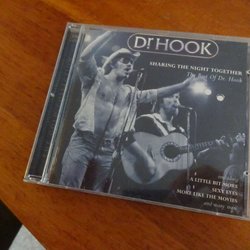 DR HOOK
SHARING THE NIGHT TOGETHER
The Best Of Dr. Hook
including
A LITTLE BIT MORE
SEXY EYES
MORE LIKE THE MOVIES
and many more